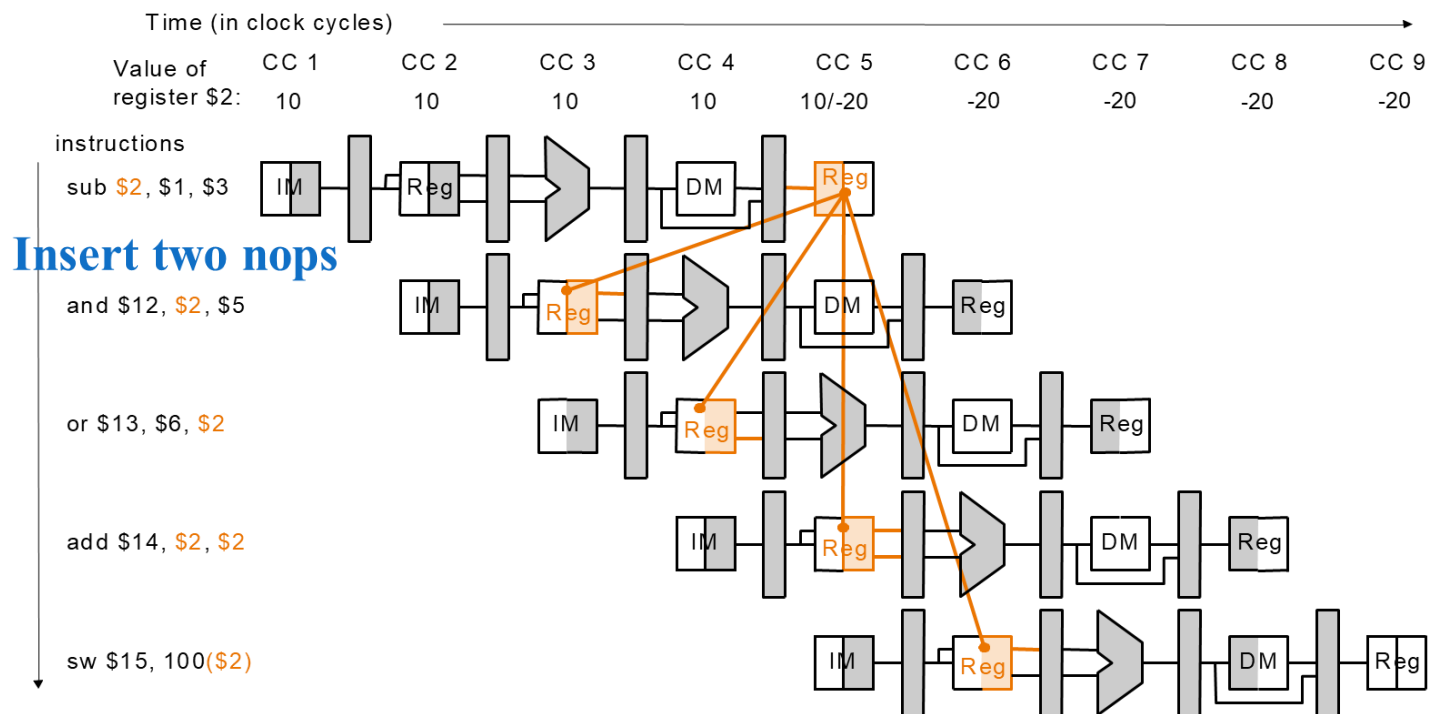 Time (in clock cycles)
Value of register $2:
CC 1 CC 2 CC 3 CC 4 CC 5 CC 6 CC 7 CC 8 CC 9
10 10 10 10 10/-20 -20 -20 -20 -20
instructions
sub $2, $1, $3
IM Reg DM Reg
Insert two nops
and $12, $2, $5
IM Reg DM Reg
or $13, $6, $2
IM Reg DM Reg
add $14, $2, $2
IM Reg DM Reg
sw $15, 100($2)
IM Reg DM Reg